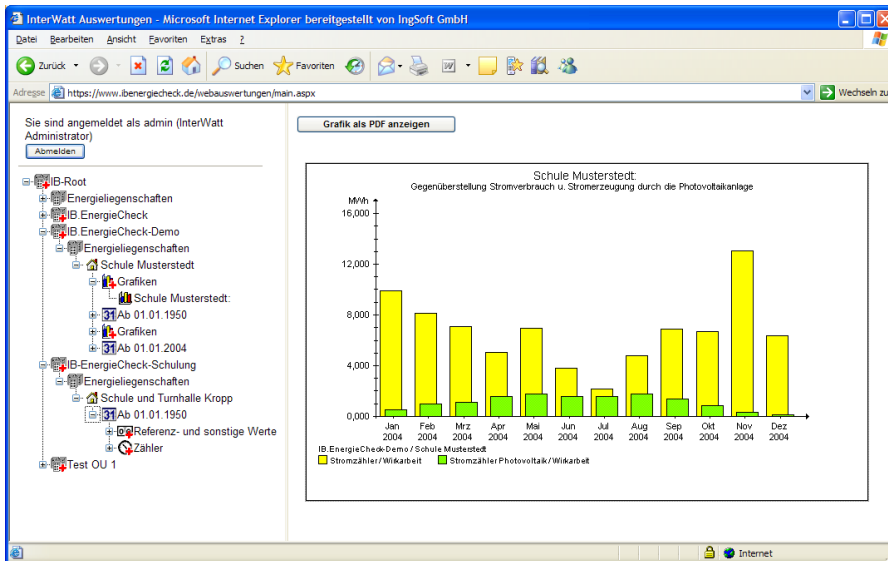 InterWatt Auswertungen - Microsoft Internet Explorer bereitgestellt von IngSoft GmbH
Datei Bearbeiten Ansicht Favoriten Extras ?
Zurück Suchen Favoriten
Adresse https://www.ibenergiecheck.de/webauswertungen/main.aspx Wechseln zu
Sie sind angemeldet als admin (InterWatt
Administrator)
Abmelden
IB-Root
Energieliegenschaften
IB.EnergieCheck
IB.EnergieCheck-Demo
Energieliegenschaften
Schule Musterstedt
Grafiken
Schule Musterstedt:
31 Ab 01.01.1950
Grafiken
31 Ab 01.01.2004
IB-EnergieCheck-Schulung
Energieliegenschaften
Schule und Turnhalle Kropp
31 Ab 01.01.1950
Referenz- und sonstige Werte
Zähler
Test OU 1
Grafik als PDF anzeigen
Schule Musterstedt:
Gegenüberstellung Stromverbrauch u. Stromerzeugung durch die Photovoltaikanlage
MWh
16,000
12,000
8,000
4,000
0,000
Jan Feb Mrz Apr Mai Jun Jul Aug Sep Okt Nov Dez
2004 2004 2004 2004 2004 2004 2004 2004 2004 2004 2004 2004
IB.EnergieCheck-Demo / Schule Musterstedt
Stromzähler/Wirkarbeit Stromzähler Photovoltaik/Wirkarbeit
Internet